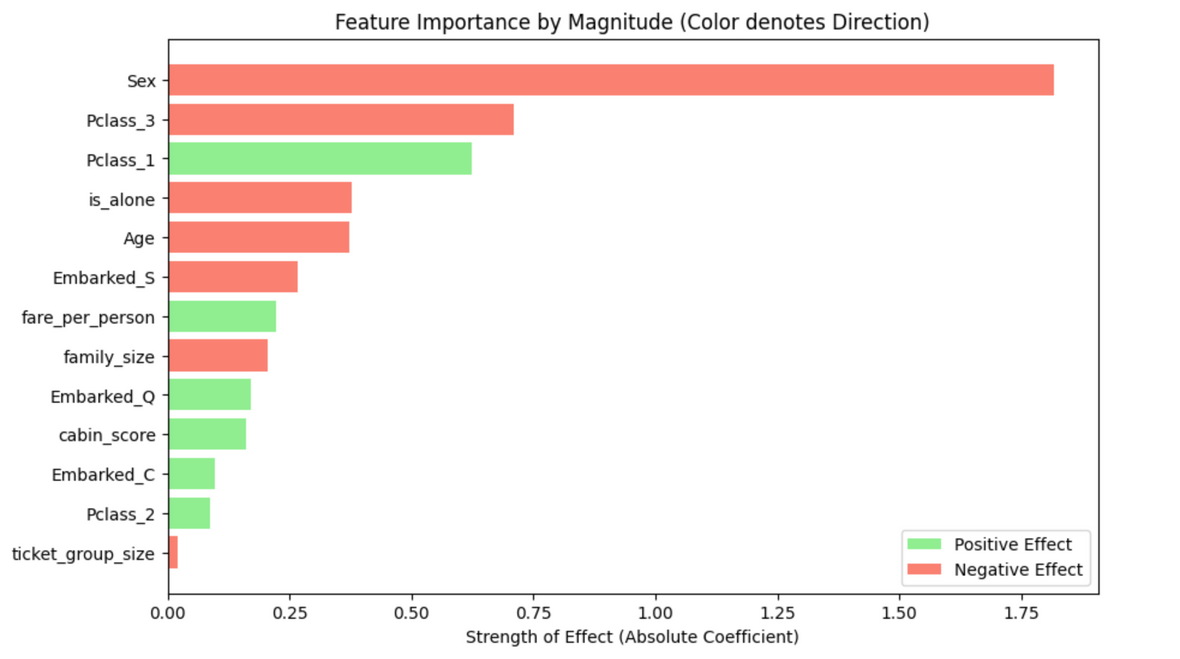 Feature Importance by Magnitude (Color denotes Direction)
Sex
Pclass_3
Pclass_1
is_alone
Age
Embarked_S
fare_per_person
family_size
Embarked_Q
cabin_score
Embarked_C
Pclass_2
ticket_group_size
Positive Effect
Negative Effect
0.00 0.25 0.50 0.75 1.00 1.25 1.50 1.75
Strength of Effect (Absolute Coefficient)